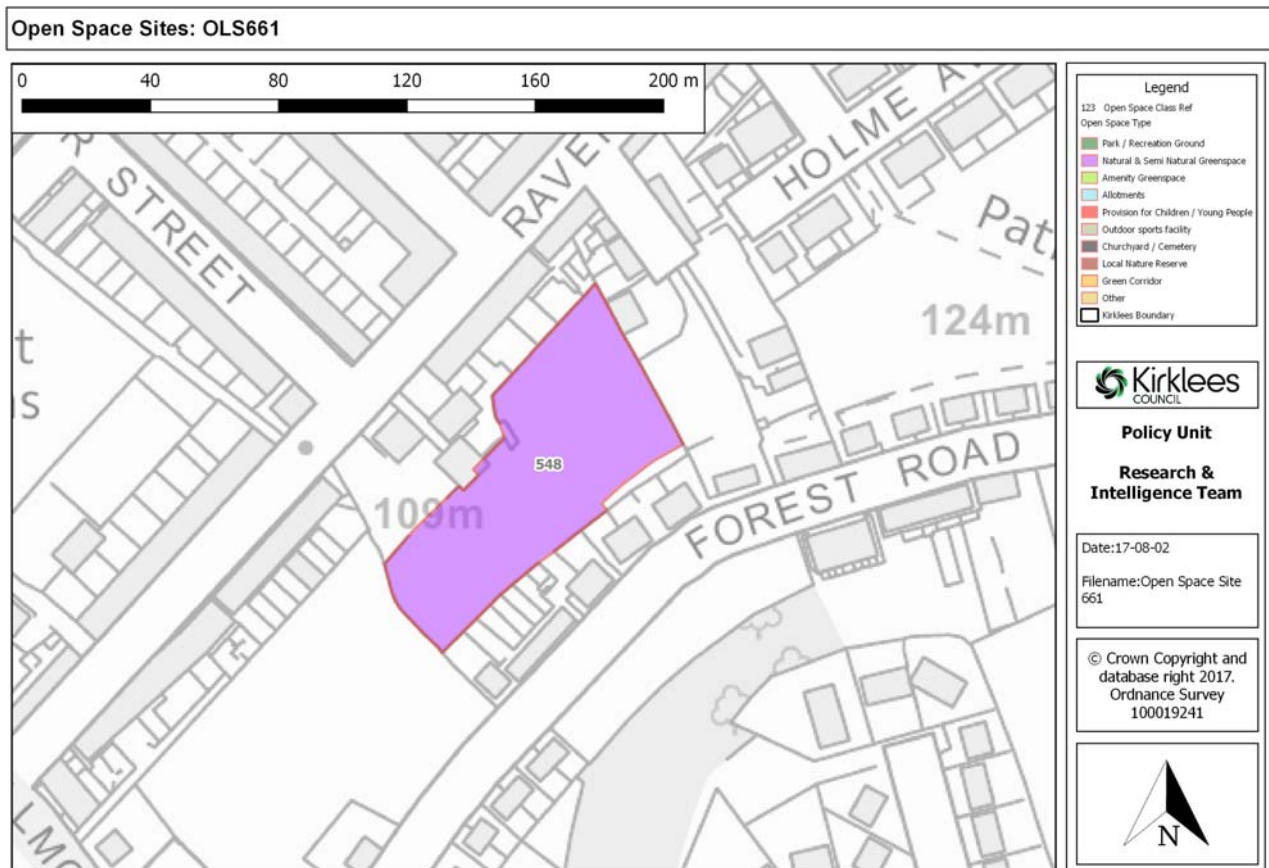 Open Space Sites: OLS661
0 40 80 120 160 200 m
R STREET
RAVE
HOLME A
Pat
124m
t
s
548
109m
FOREST ROAD
LM
Legend
123 Open Space Class Ref
Open Space Type
Park / Recreation Ground
Natural & Semi Natural Greenspace
Amenity Greenspace
Allotments
Provision for Children / Young People
Outdoor sports facility
Churchyard / Cemetery
Local Nature Reserve
Green Corridor
Other
Kirklees Boundary
Kirklees
COUNCIL
Policy Unit
Research &
Intelligence Team
Date:17-08-02
Filename:Open Space Site
661
© Crown Copyright and
database right 2017.
Ordnance Survey
100019241
N